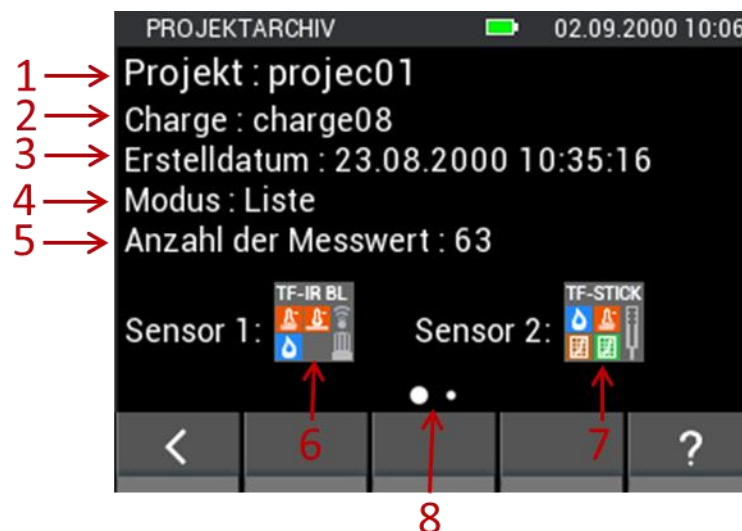 PROJEKTARCHIV 02.09.2000 10:06
1 Projekt : projec01
2 Charge : charge08
3 Erstelldatum : 23.08.2000 10:35:16
4 Modus : Liste
5 Anzahl der Messwert : 63
TF-IR BL TF-STICK
Sensor 1: Sensor 2:
< 6 7 ?
8